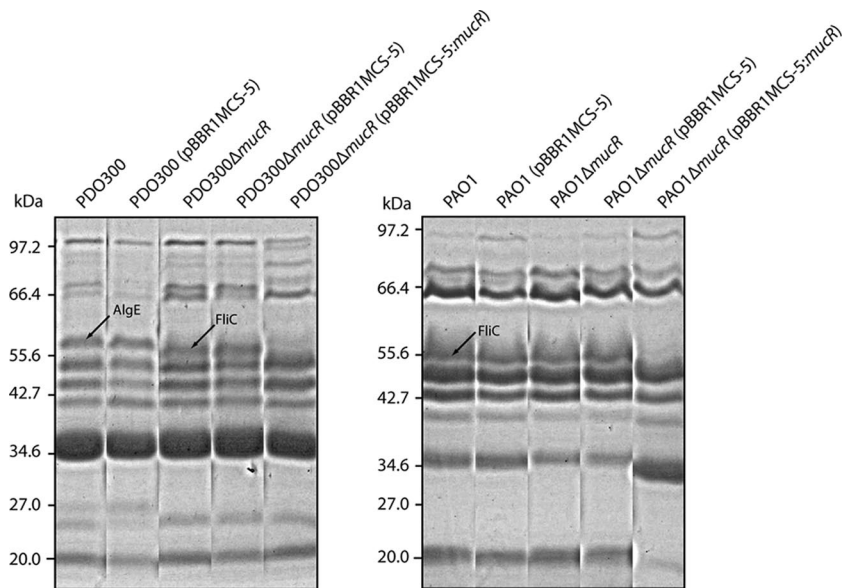 kDa
PDO300
PDO300 (pBBR1MCS-5)
PDO300ΔmucR
PDO300ΔmucR (pBBR1MCS-5)
PDO300ΔmucR (pBBR1MCS-5:mucR)
97.2
66.4
55.6
42.7
34.6
27.0
20.0
AlgE
FliC
kDa
PAO1
PAO1 (pBBR1MCS-5)
PAO1ΔmucR
PAO1ΔmucR (pBBR1MCS-5)
PAO1ΔmucR (pBBR1MCS-5:mucR)
97.2
66.4
55.6
42.7
34.6
27.0
20.0
FliC